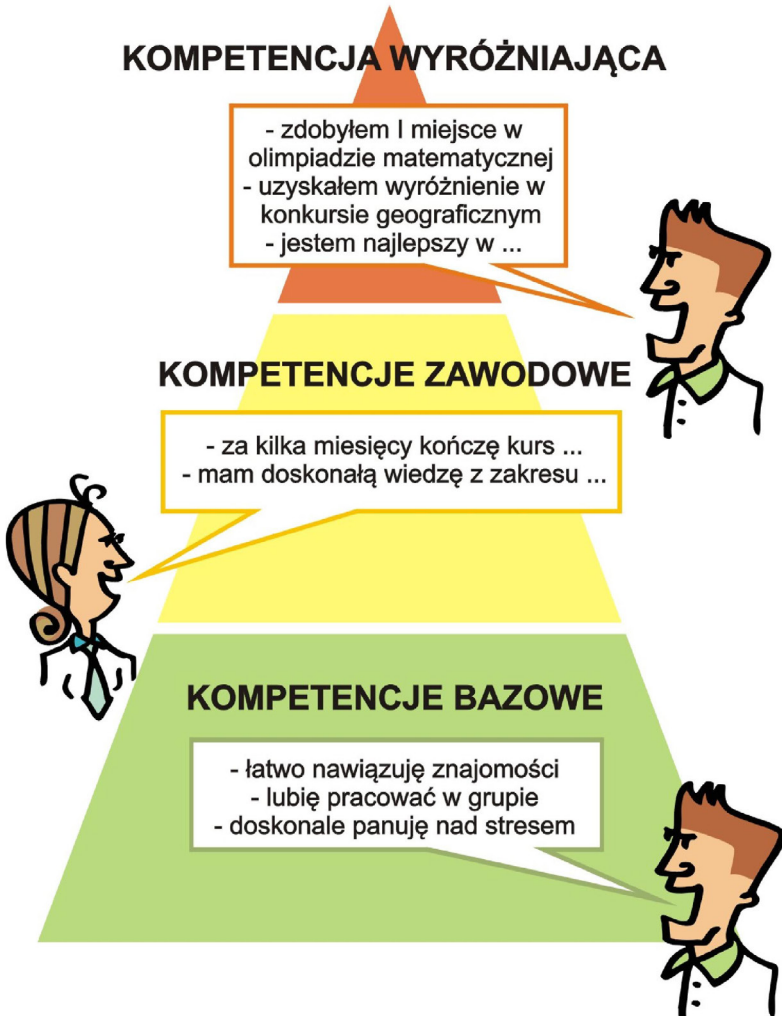 KOMPETENCJA WYRÓŻNIAJĄCA
- zdobyłem I miejsce w
olimpiadzie matematycznej
- uzyskałem wyróżnienie w
konkursie geograficznym
- jestem najlepszy w ...
KOMPETENCJE ZAWODOWE
- za kilka miesięcy kończę kurs ...
- mam doskonałą wiedzę z zakresu ...
KOMPETENCJE BAZOWE
- łatwo nawiązuję znajomości
- lubię pracować w grupie
- doskonale panuję nad stresem